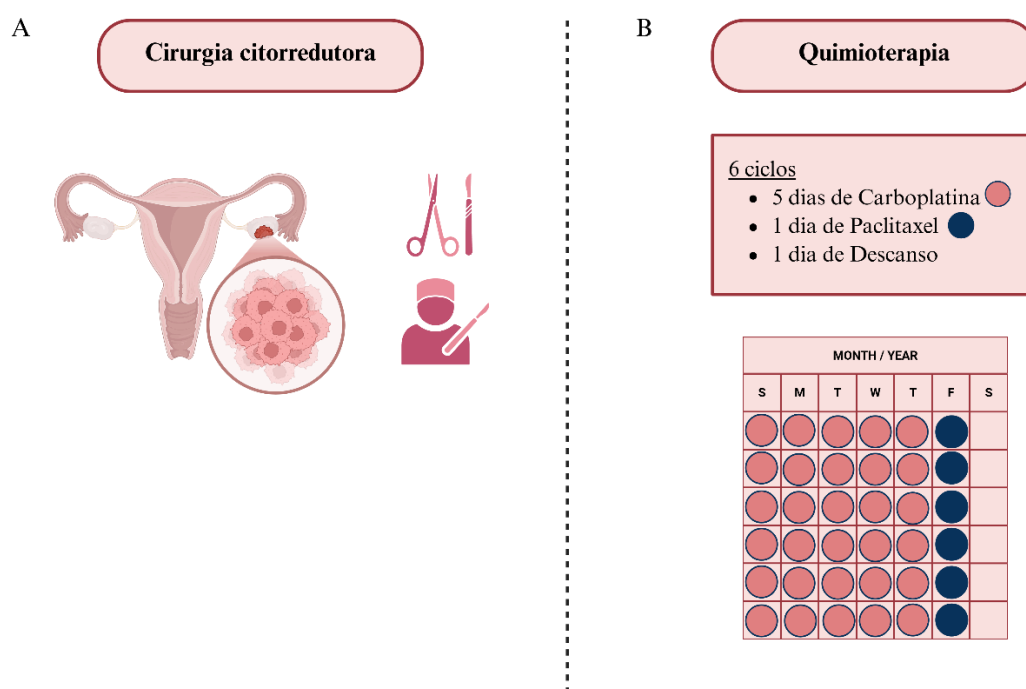 A
Cirurgia citorredutora
B
Quimioterapia
6 ciclos
• 5 dias de Carboplatina
• 1 dia de Paclitaxel
• 1 dia de Descanso
MONTH / YEAR
S M T W T F S